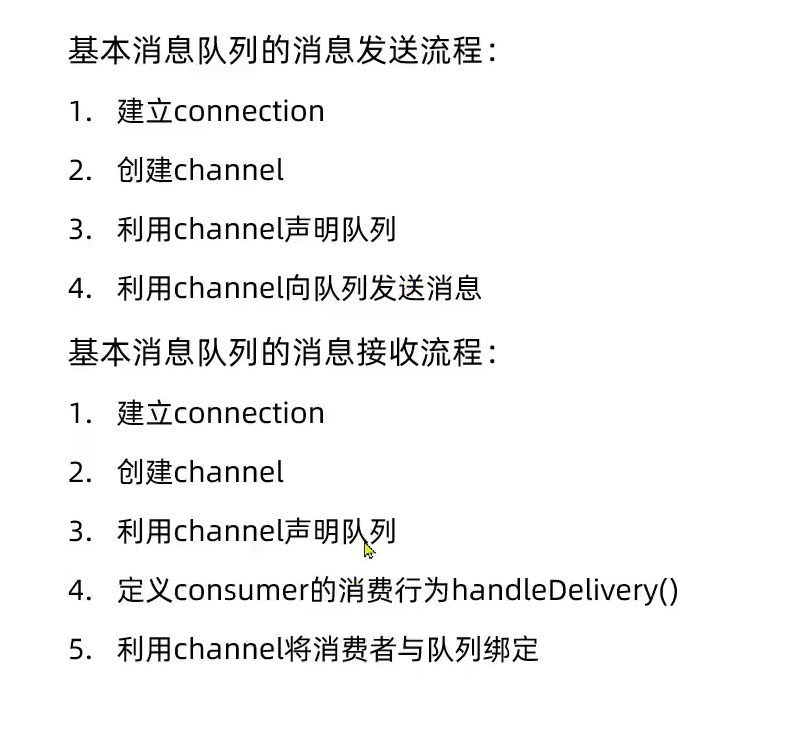 基本消息队列的消息发送流程：
1. 建立connection
2. 创建channel
3. 利用channel声明队列
4. 利用channel向队列发送消息
基本消息队列的消息接收流程：
1. 建立connection
2. 创建channel
3. 利用channel声明队列
4. 定义consumer的消费行为handleDelivery()
5. 利用channel将消费者与队列绑定